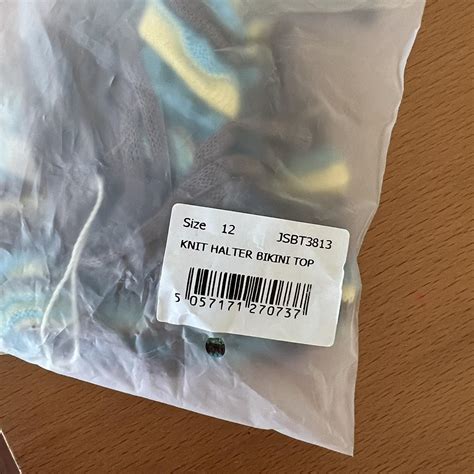 Size 12 JSBT3813
KNIT HALTER BIKINI TOP
5 057171 270737